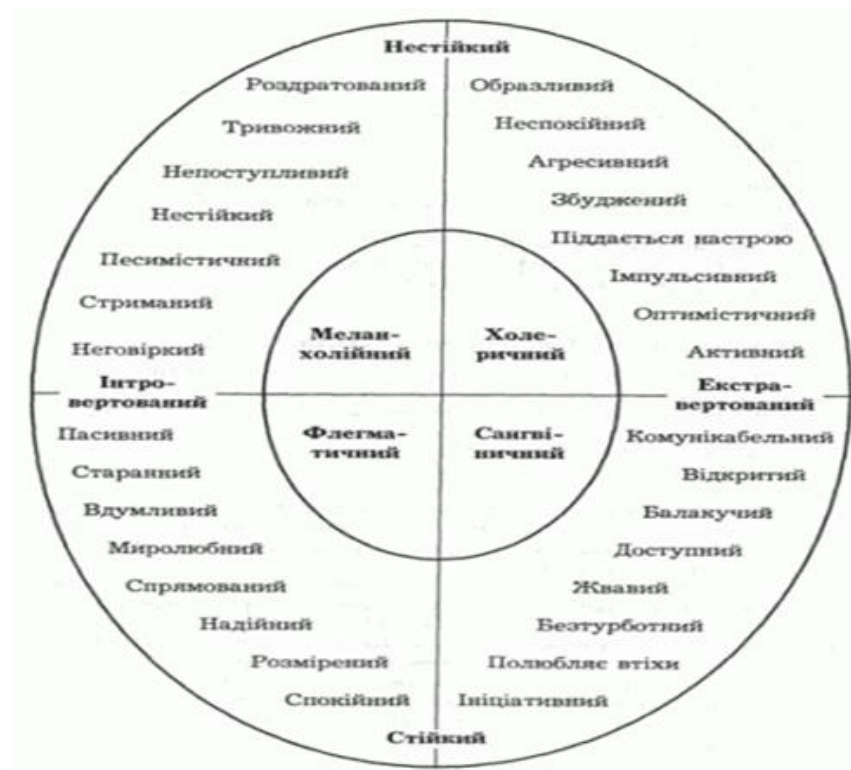 Нестійкий
Роздратований
Образливий
Тривожний
Неспокійний
Непоступливий
Агресивний
Нестійкий
Збуджений
Песимістичний
Піддається настрою
Стриманий
Імпульсивний
Оптимістичний
Неговіркий
Активний
Мелан-
холійний
Холе-
ричний
Інтро-
вертований
Екстра-
вертований
Флегма-
тичний
Сангві-
нічний
Пасивний
Комунікабельний
Старанний
Відкритий
Вдумливий
Балакучий
Миролюбний
Доступний
Спрямований
Жвавий
Надійний
Безтурботний
Розмірений
Полюбляє втіхи
Спокійний
Ініціативний
Стійкий